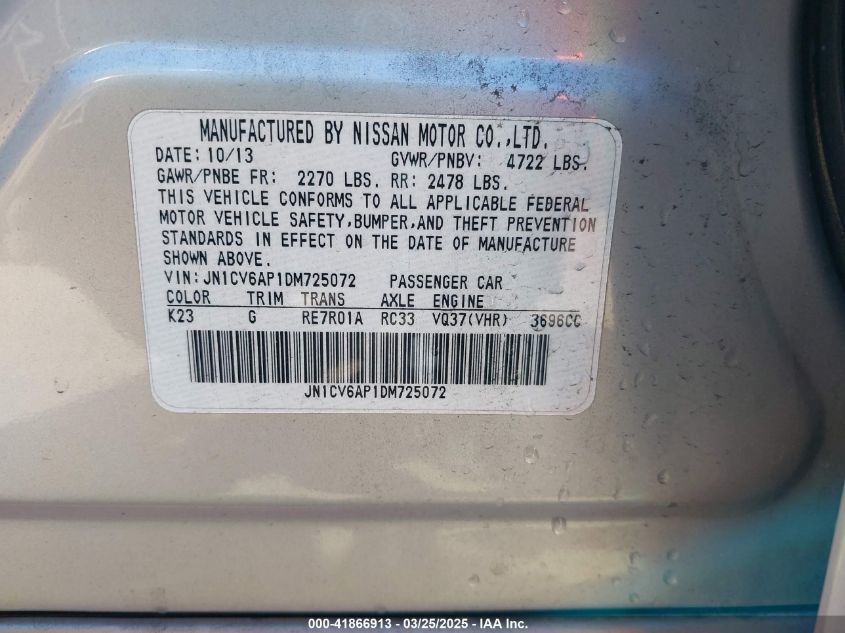 MANUFACTURED BY NISSAN MOTOR CO.,LTD.
DATE: 10/13 GVWR/PNBV: 4722 LBS.
GAWR/PNBE FR: 2270 LBS. RR: 2478 LBS.
THIS VEHICLE CONFORMS TO ALL APPLICABLE FEDERAL
MOTOR VEHICLE SAFETY,BUMPER,AND THEFT PREVENTION
STANDARDS IN EFFECT ON THE DATE OF MANUFACTURE
SHOWN ABOVE.
VIN:JN1CV6AP1DM725072 PASSENGER CAR
COLOR TRIM TRANS AXLE ENGINE
K23 G RE7R01A RC33 VQ37(VHR) 3696CC
JN1CV6AP1DM725072
000-41866913 - 03/25/2025 - IAA Inc.